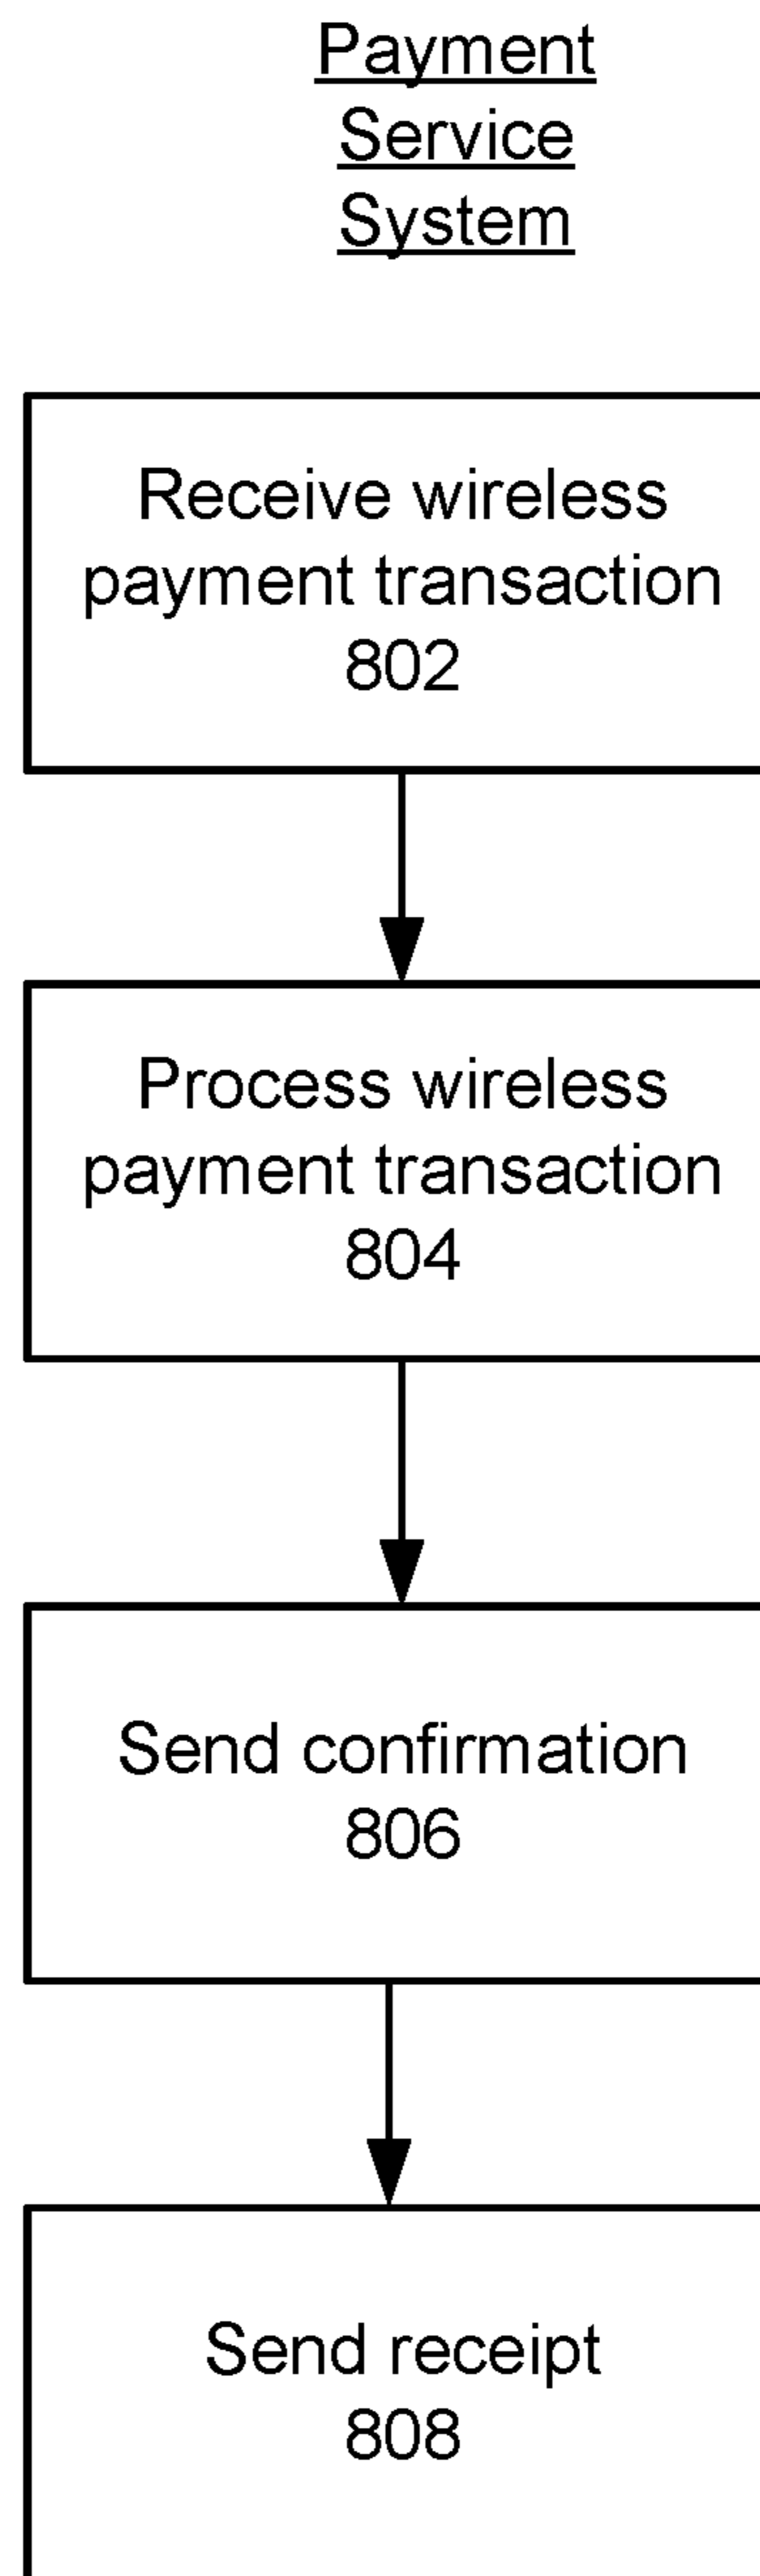 Payment
Service
System
Receive wireless
payment transaction
802
Process wireless
payment transaction
804
Send confirmation
806
Send receipt
808